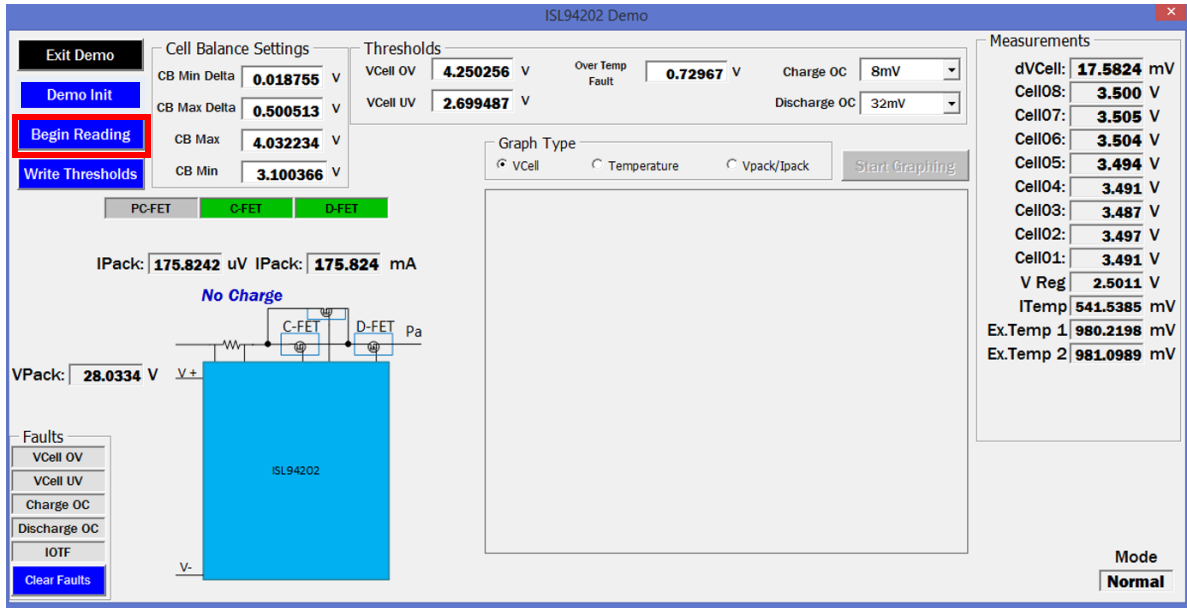 ISL94202 Demo
Exit Demo
Demo Init
Begin Reading
Write Thresholds
Cell Balance Settings
CB Min Delta 0.018755 V
CB Max Delta 0.500513 V
CB Max 4.032234 V
CB Min 3.100366 V
Thresholds
VCell OV 4.250256 V
VCell UV 2.699487 V
Over Temp
Fault
0.72967 V
Charge OC 8mV
Discharge OC 32mV
Graph Type
VCell Temperature Vpack/Ipack
Start Graphing
Measurements
dVCell: 17.5824 mV
Cell08: 3.500 V
Cell07: 3.505 V
Cell06: 3.504 V
Cell05: 3.494 V
Cell04: 3.491 V
Cell03: 3.487 V
Cell02: 3.497 V
Cell01: 3.491 V
V Reg 2.5011 V
ITemp 541.5385 mV
Ex.Temp 1 980.2198 mV
Ex.Temp 2 981.0989 mV
PC-FET C-FET D-FET
IPack: 175.8242 uV IPack: 175.824 mA
No Charge
C-FET D-FET Pa
VPack: 28.0334 V V +
ISL94202
V-
Faults
VCell OV
VCell UV
Charge OC
Discharge OC
IOTF
Clear Faults
Mode
Normal